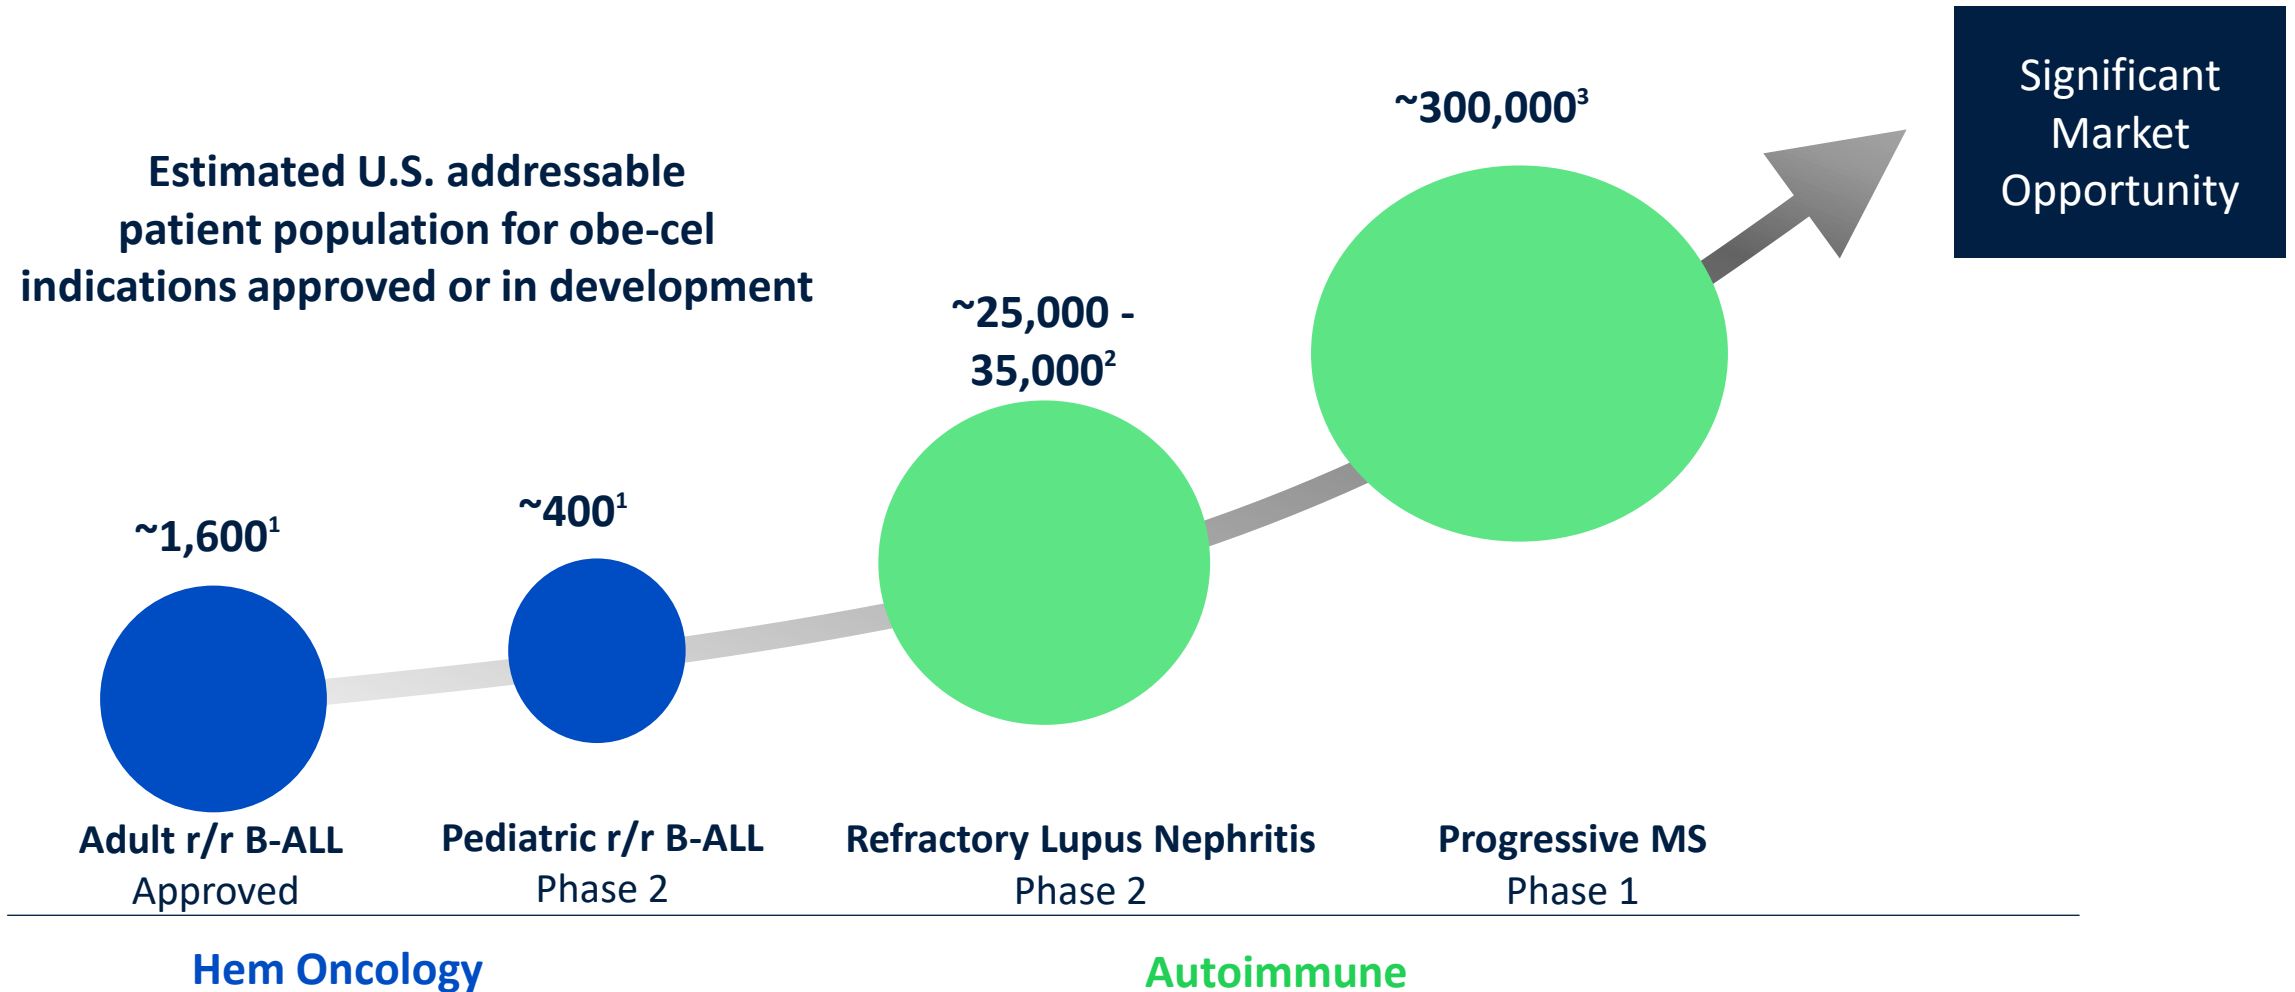 Significant
Market
Opportunity
Estimated U.S. addressable
patient population for obe-cel
indications approved or in development
~1,600¹
~400¹
~25,000 -
35,000²
~300,000³
Adult r/r B-ALL
Approved
Pediatric r/r B-ALL
Phase 2
Refractory Lupus Nephritis
Phase 2
Progressive MS
Phase 1
Hem Oncology
Autoimmune